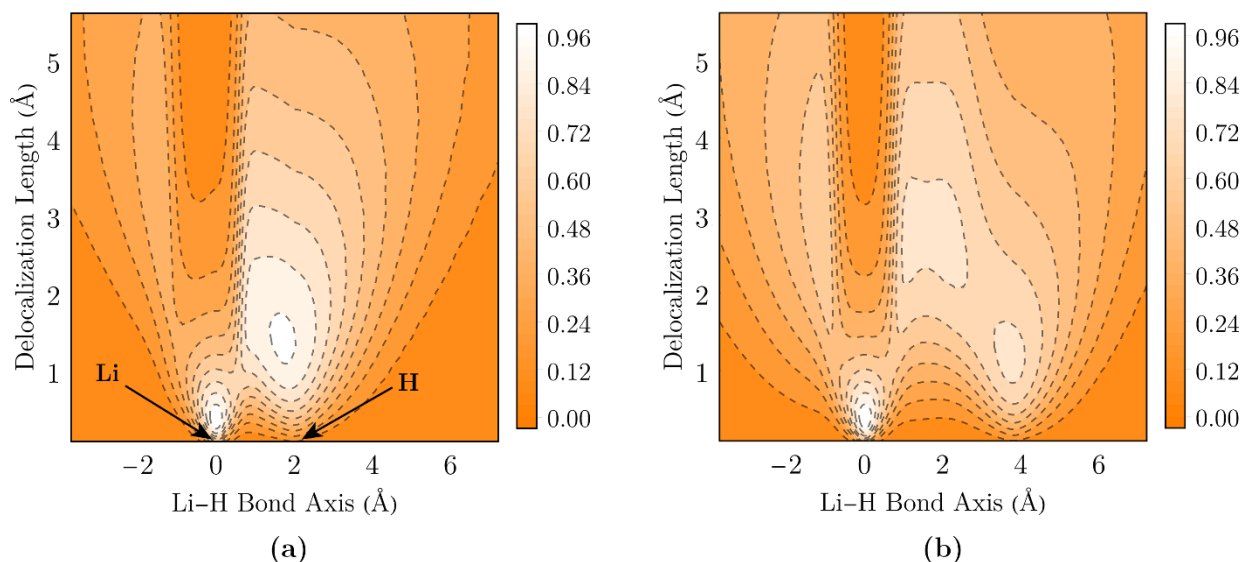 Delocalization Length (Å)
5
4
3
2
1
Li
H
−2 0 2 4 6
Li−H Bond Axis (Å)
0.96
0.84
0.72
0.60
0.48
0.36
0.24
0.12
0.00
(a)
Delocalization Length (Å)
5
4
3
2
1
−2 0 2 4 6
Li−H Bond Axis (Å)
0.96
0.84
0.72
0.60
0.48
0.36
0.24
0.12
0.00
(b)